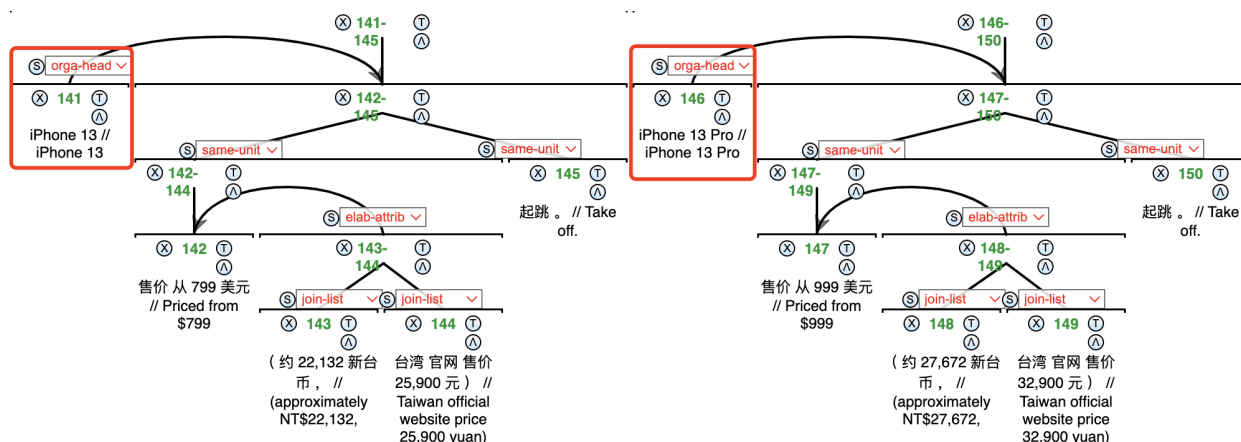 X 141-145 T
Λ
S orga-head
X 141 T
Λ
iPhone 13 //
iPhone 13
X 142-145 T
Λ
S same-unit
S same-unit
X 142-144 T
Λ
X 145 T
Λ
起跳 。 // Take
off.
S elab-attrib
X 142 T
Λ
售价 从 799 美元
// Priced from
$799
X 143-144 T
Λ
S join-list
S join-list
X 143 T
Λ
( 约 22,132 新台
币 , //
(approximately
NT$22,132,
X 144 T
Λ
台湾 官网 售价
25,900 元 ) //
Taiwan official
website price
25,900 yuan)
X 146-150 T
Λ
S orga-head
X 146 T
Λ
iPhone 13 Pro //
iPhone 13 Pro
X 147-150 T
Λ
S same-unit
S same-unit
X 147-149 T
Λ
X 150 T
Λ
起跳 。 // Take
off.
S elab-attrib
X 147 T
Λ
售价 从 999 美元
// Priced from
$999
X 148-149 T
Λ
S join-list
S join-list
X 148 T
Λ
( 约 27,672 新台
币 , //
(approximately
NT$27,672,
X 149 T
Λ
台湾 官网 售价
32,900 元 ) //
Taiwan official
website price
32,900 yuan)